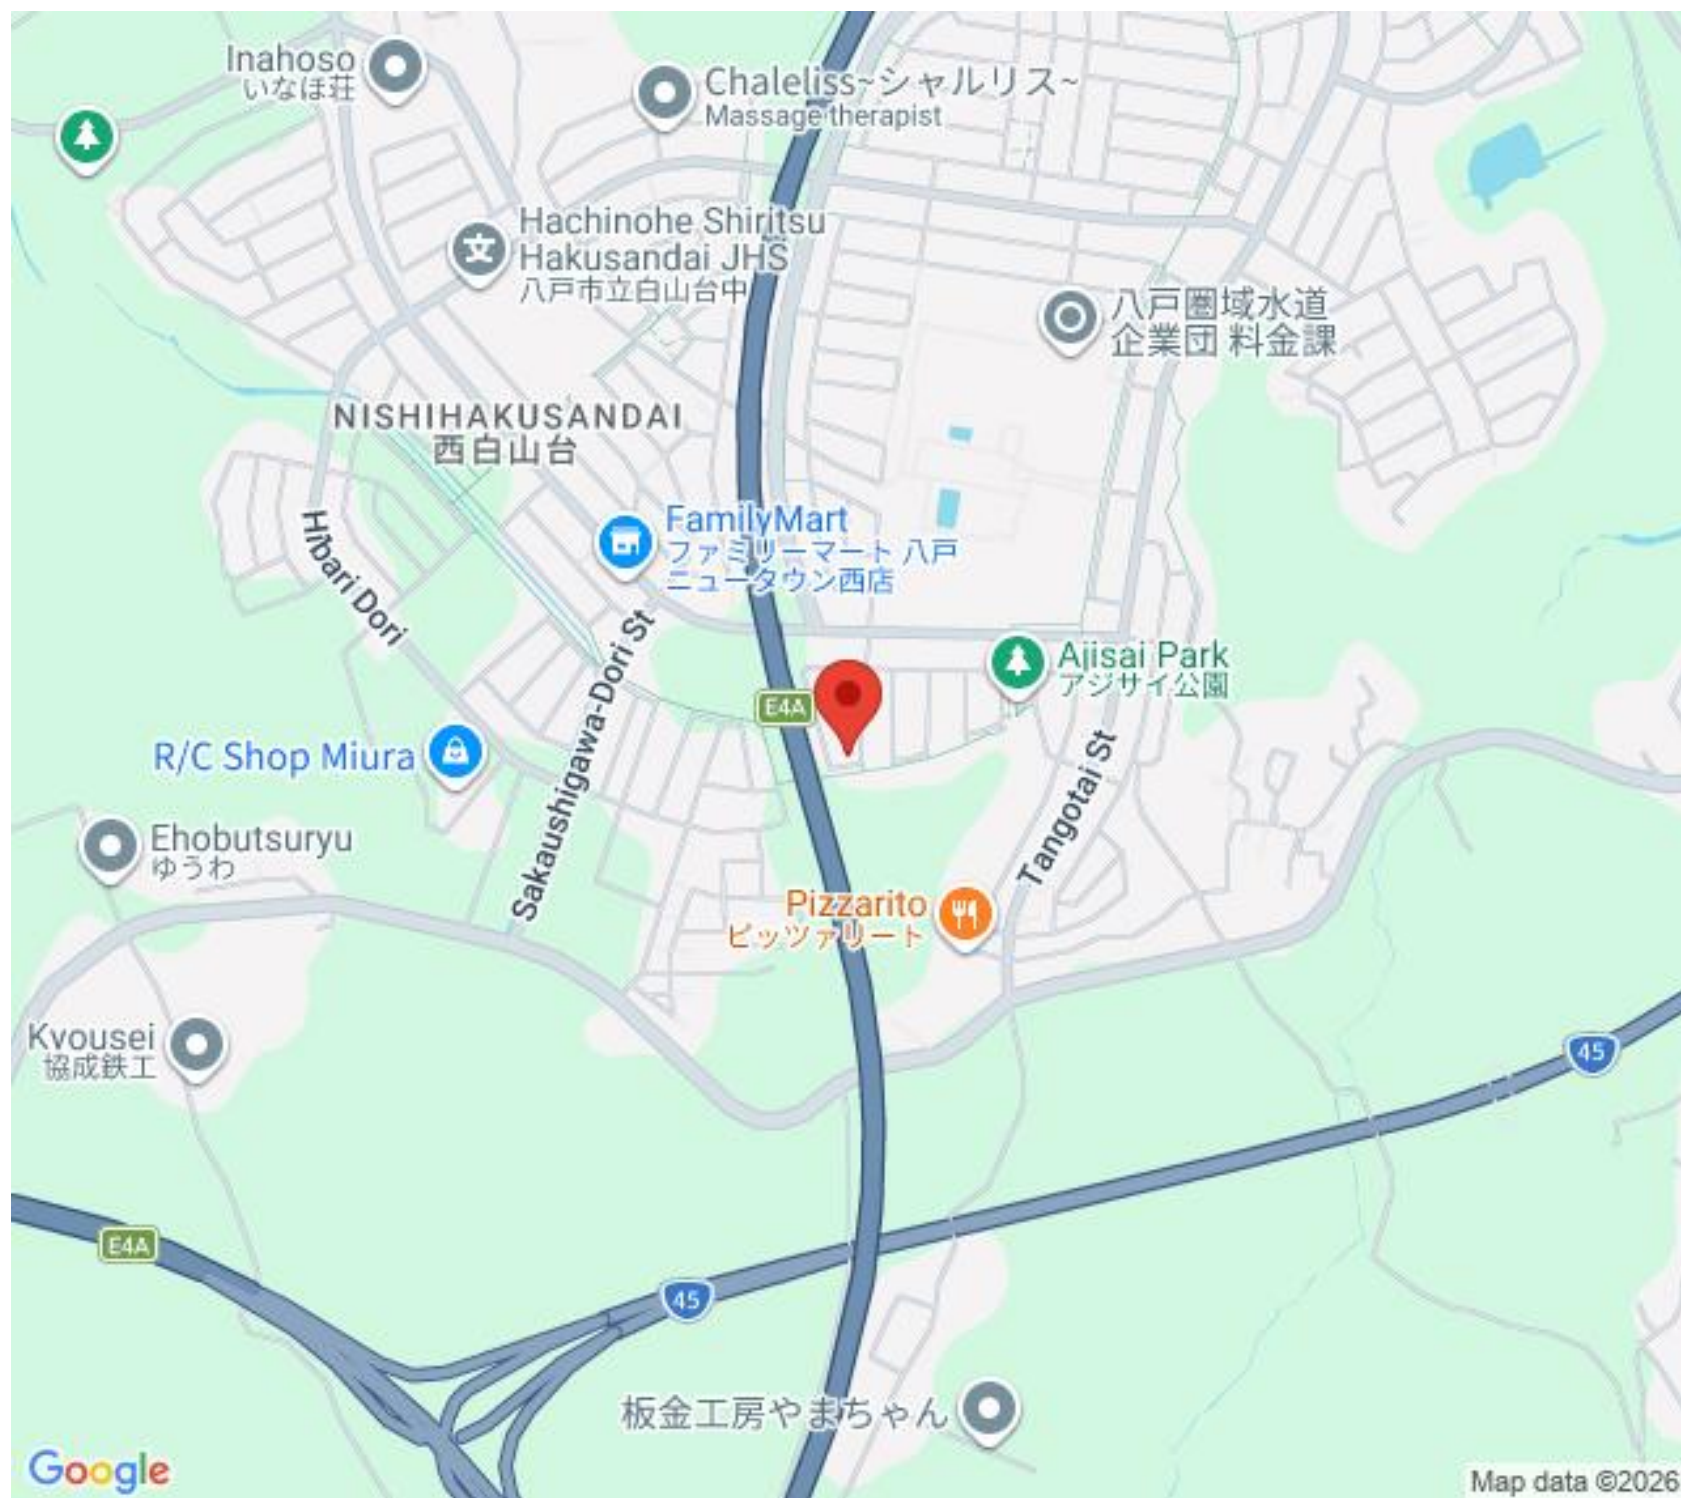 Inahoso
いなほ荘
Chaleliss~シャルリス~
Massage therapist
Hachinohe Shiritsu
Hakusandai JHS
八戸市立白山台中
文
八戸圏域水道
企業団 料金課
NISHIHAKUSANDAI
西白山台
FamilyMart
ファミリーマート 八戸
ニュータウン西店
Hibari Dori
Sakaushigawa-Dori St
Ajisai Park
アジサイ公園
E4A
R/C Shop Miura
Tangotai St
Ehobutsuryu
ゆうわ
Pizzarito
ピッツァリート
Kvousei
協成鉄工
45
E4A
45
板金工房やまちゃん
Google
Map data ©2026